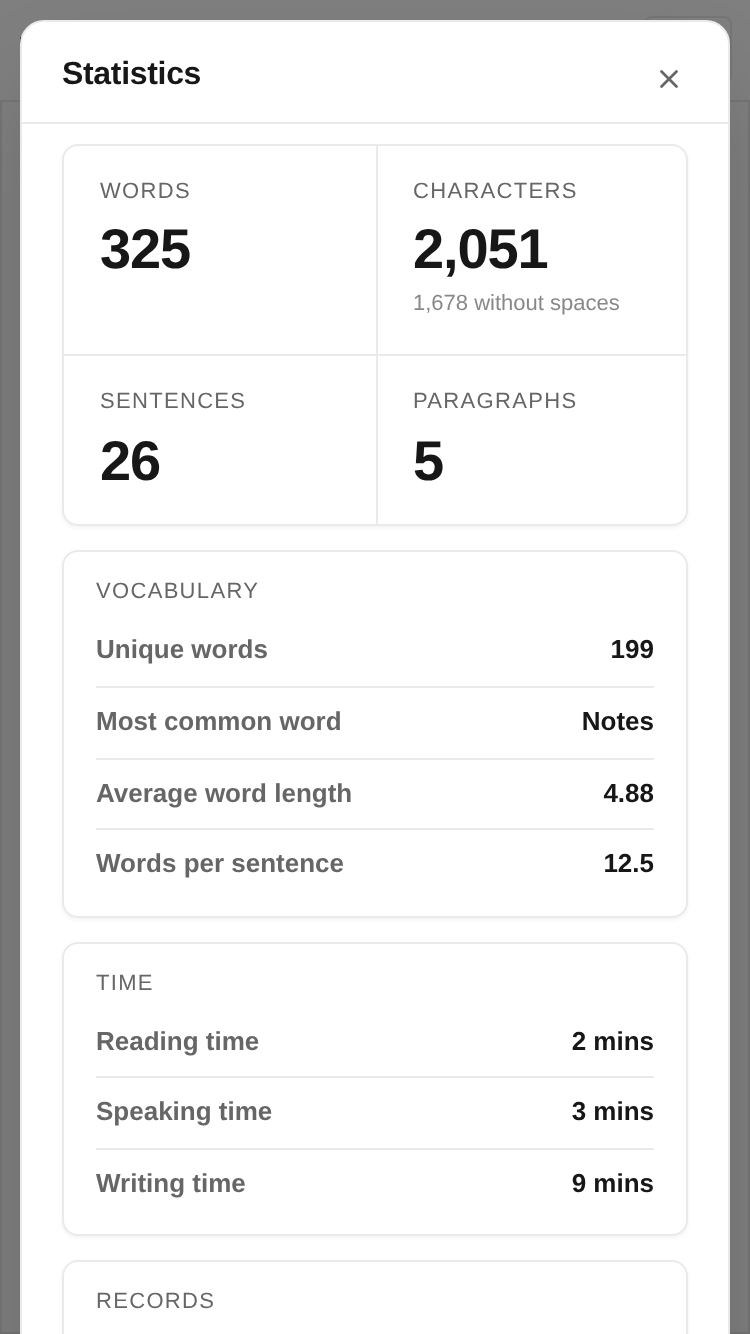 Statistics
WORDS
325
CHARACTERS
2,051
1,678 without spaces
SENTENCES
26
PARAGRAPHS
5
VOCABULARY
Unique words 199
Most common word Notes
Average word length 4.88
Words per sentence 12.5
TIME
Reading time 2 mins
Speaking time 3 mins
Writing time 9 mins
RECORDS